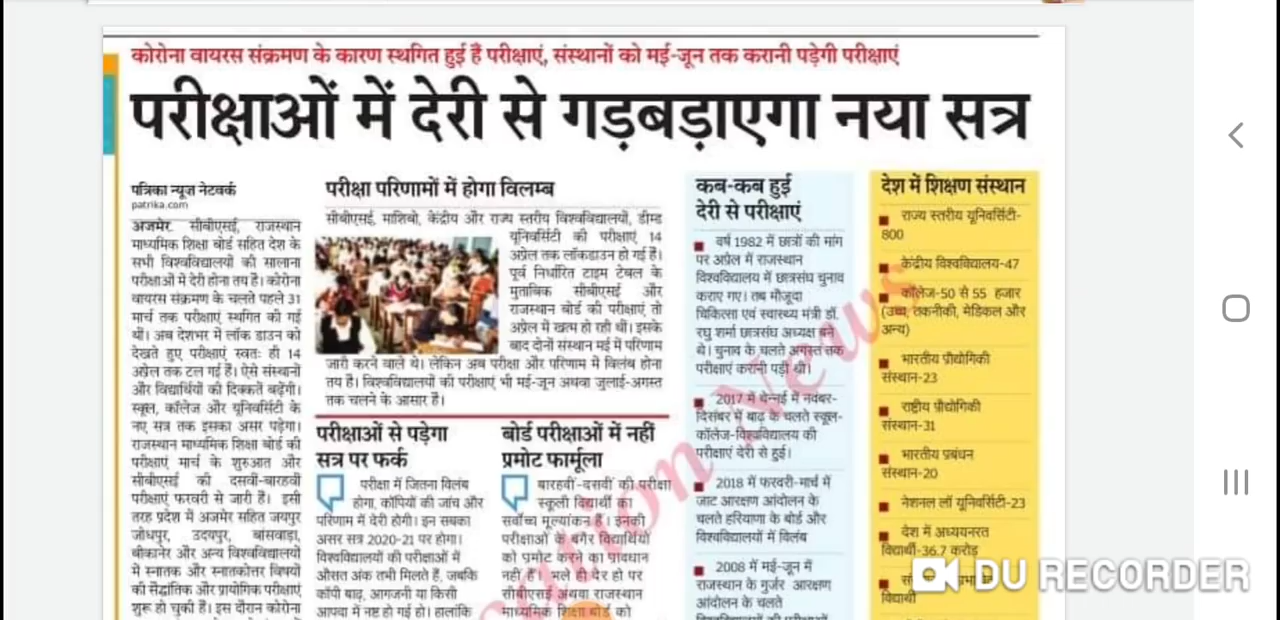 कोरोना वायरस संक्रमण के कारण स्थगित हुई हैं परीक्षाएं, संस्थानों को मई-जून तक करानी पड़ेगी परीक्षाएं
परीक्षाओं में देरी से गड़बड़ाएगा नया सत्र
पत्रिका न्यूज नेटवर्क
patrika.com
अजमेर. सीबीएसई, राजस्थान
माध्यमिक शिक्षा बोर्ड सहित देश के
सभी विश्वविद्यालयों की सालाना
परीक्षाओं में देरी होना तय है। कोरोना
वायरस संक्रमण के चलते पहले 31
मार्च तक परीक्षाएं स्थगित की गई
थी। अब देशभर में लॉक डाउन को
देखते हुए परीक्षाएं स्वतः ही 14
अप्रेल तक टल गई हैं। ऐसे संस्थानों
और विद्यार्थियों की दिक्कतें बढ़ेंगी।
स्कूल, कॉलेज और यूनिवर्सिटी के
नए सत्र तक इसका असर पड़ेगा।
राजस्थान माध्यमिक शिक्षा बोर्ड की
परीक्षाएं मार्च के शुरुआत और
सीबीएसई की दसवीं-बारहवीं
परीक्षाएं फरवरी से जारी है। इसी
तरह प्रदेश में अजमेर सहित जयपुर
जोधपुर, उदयपुर, बांसवाड़ा,
बीकानेर और अन्य विश्वविद्यालयों
में स्नातक और स्नातकोत्तर विषयों
की सैद्धांतिक और प्रायोगिक परीक्षाएं
शुरू हो चुकी हैं। इस दौरान कोरोना
परीक्षा परिणामों में होगा विलम्ब
सीबीएसई, माशिबो, केंद्रीय और राज्य स्तरीय विश्वविद्यालयों, डीम्ड
यूनिवर्सिटी की परीक्षाएं 14
अप्रेल तक लॉकडाउन हो गई है।
पूर्व निर्धारित टाइम टेबल के
मुताबिक सीबीएसई और
राजस्थान बोर्ड की परीक्षाएं तो
अप्रेल में खत्म हो रही थीं। इसके
बाद दोनों संस्थान मई में परिणाम
जारी करने वाले थे। लेकिन अब परीक्षा और परिणाम में विलंब होना
तय है। विश्वविद्यालयों की परीक्षाएं भी मई-जून अथवा जुलाई-अगस्त
तक चलने के आसार हैं।
परीक्षाओं से पड़ेगा
सत्र पर फर्क
परीक्षा में जितना विलंब
होगा, कॉपियों की जांच और
परिणाम में देरी होगी। इन सबका
असर सत्र 2020-21 पर होगा।
विश्वविद्यालयों की परीक्षाओं में
औसत अंक तभी मिलते हैं, जबकि
कॉपी बाढ़, आगजनी या किसी
आपदा में नष्ट हो गई हो। हालांकि
बोर्ड परीक्षाओं में नहीं
प्रमोट फार्मूला
बारहवीं-दसवीं की परीक्षा
स्कूली विद्यार्थी का
सर्वोच्च मूल्यांकन हैं। इनकी
परीक्षाओं के बगैर विद्यार्थियों
को प्रमोट करने का प्रावधान
नहीं है। भले ही देर हो पर
सीबीएसई अथवा राजस्थान
माध्यमिक शिक्षा बोर्ड को
कब-कब हुई
देरी से परीक्षाएं
वर्ष 1982 में छात्रों की मांग
पर अप्रेल में राजस्थान
विश्वविद्यालय में छात्रसंघ चुनाव
कराए गए। तब मौजूदा
चिकित्सा एवं स्वास्थ्य मंत्री डॉ.
रघु शर्मा छात्रसंघ अध्यक्ष बने
थे। चुनाव के चलते अगस्त तक
परीक्षाएं करानी पड़ी थी।
2017 में चेन्नई में नवंबर-
दिसंबर में बाढ़ के चलते स्कूल-
कॉलेज-विश्वविद्यालय की
परीक्षाएं देरी से हुई।
2018 में फरवरी-मार्च में
जाट आरक्षण आंदोलन के
चलते हरियाणा के बोर्ड और
विश्वविद्यालयों में विलंब
2008 में मई-जून में
राजस्थान के गुर्जर आरक्षण
आंदोलन के चलते
देश में शिक्षण संस्थान
राज्य स्तरीय यूनिवर्सिटी-
800
केंद्रीय विश्वविद्यालय-47
कॉलेज-50 से 55 हजार
(उच्च, तकनीकी, मेडिकल और
अन्य)
भारतीय प्रौद्योगिकी
संस्थान-23
राष्ट्रीय प्रौद्योगिकी
संस्थान-31
भारतीय प्रबंधन
संस्थान-20
नेशनल लॉ यूनिवर्सिटी-23
देश में अध्ययनरत
विद्यार्थी-36.7 करोड़
विद्यार्थी
News
DU RECORDER